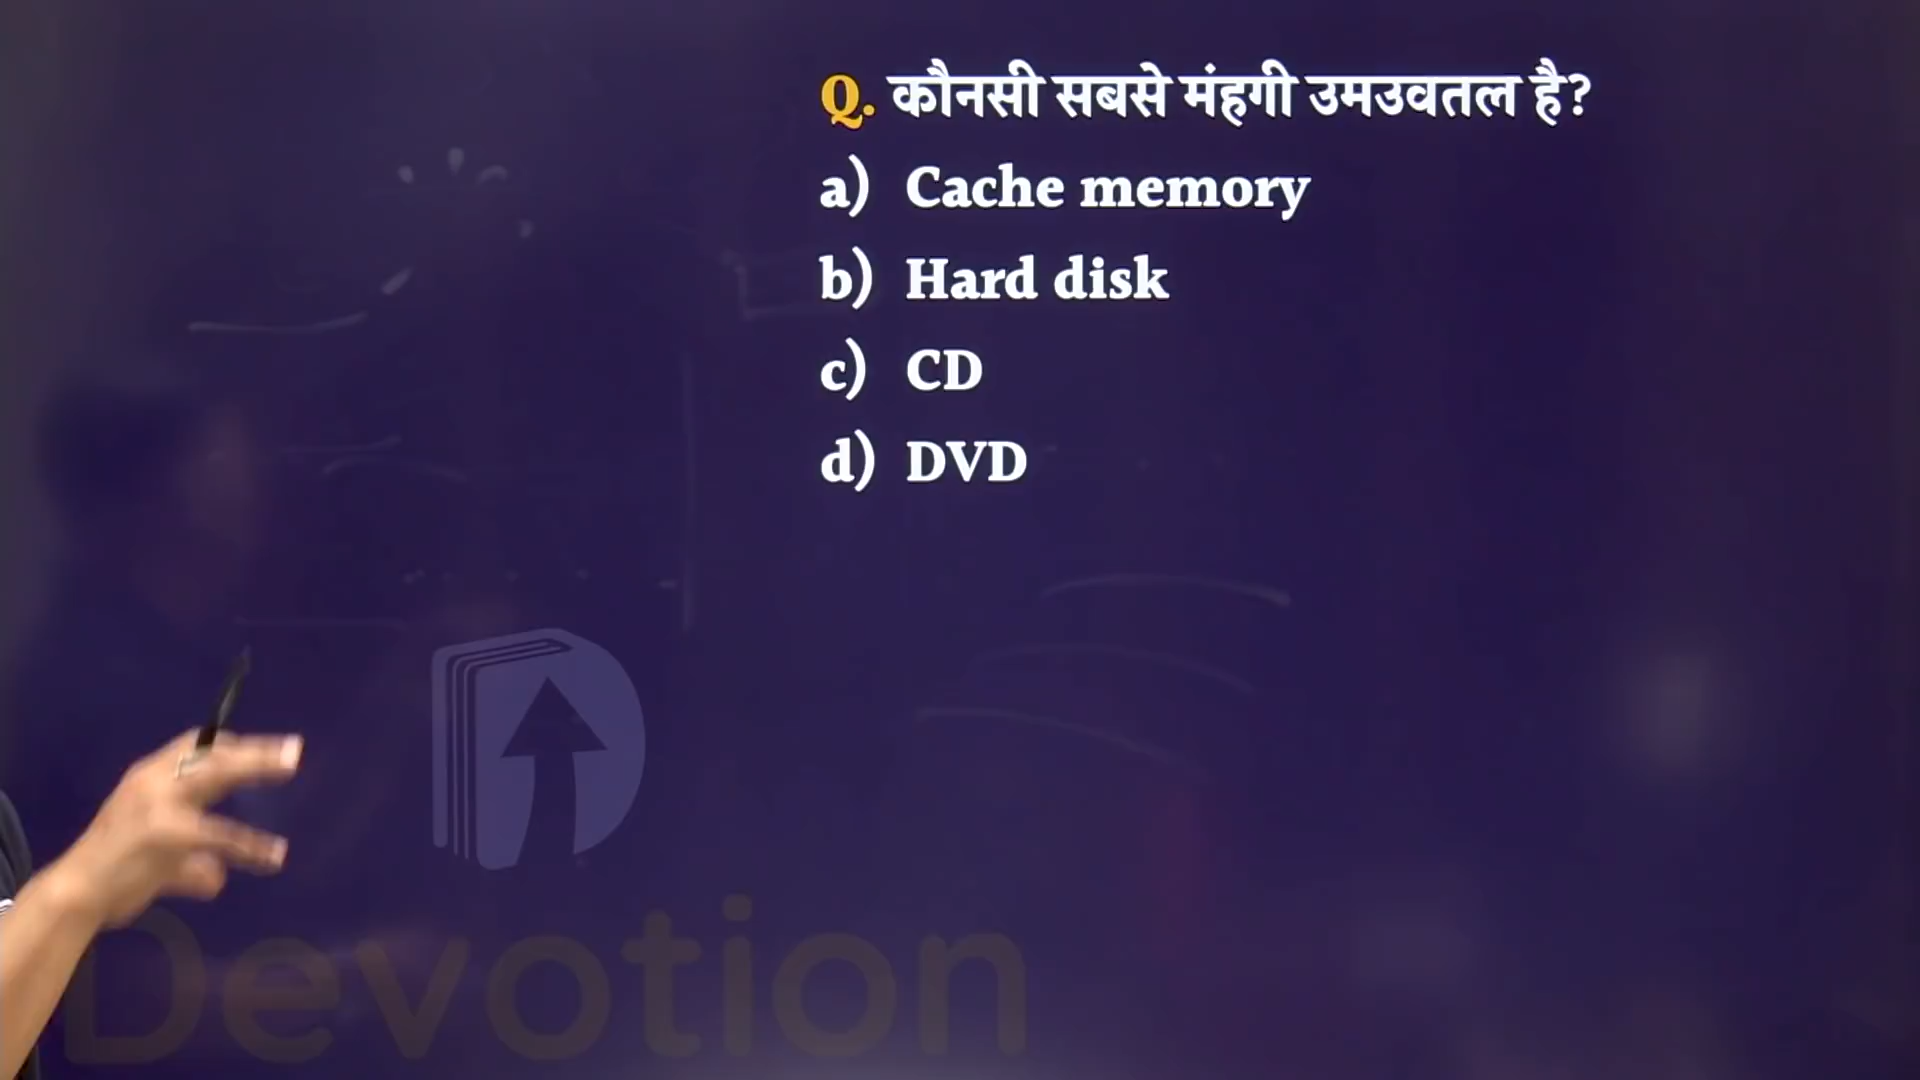 Q. कौनसी सबसे मंहगी उमउवतल है?
a) Cache memory
b) Hard disk
c) CD
d) DVD
Devotion